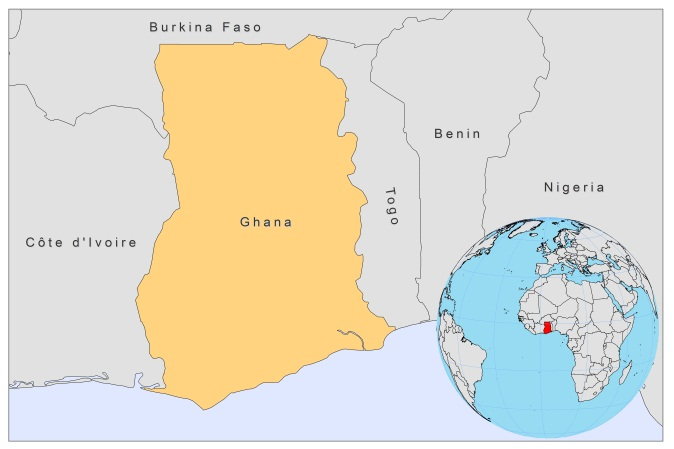 Burkina Faso
Benin
Nigeria
Togo
Ghana
Côte d'Ivoire